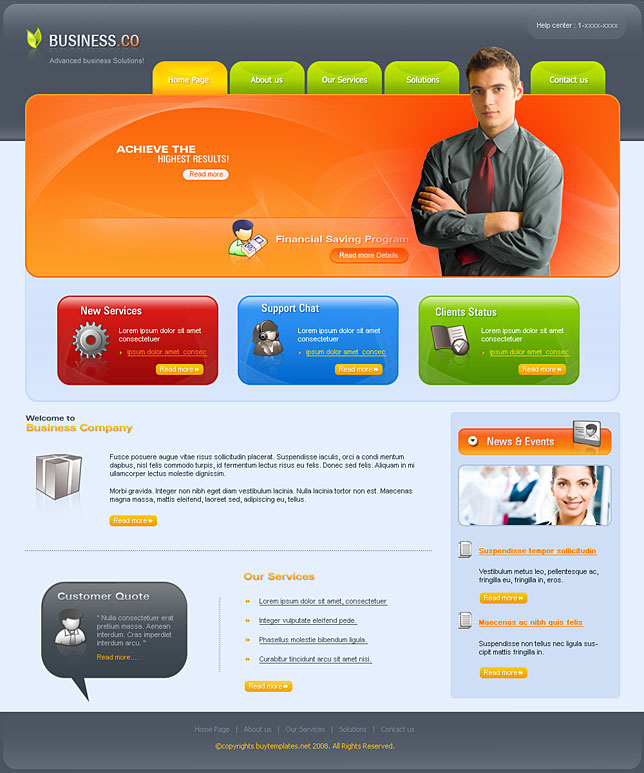 Help center : 1-xxxx-xxxx
BUSINESS.CO
Advanced business Solutions!
Home Page
About us
Our Services
Solutions
Contact us
ACHIEVE THE
HIGHEST RESULTS!
Read more
Financial Saving Program
Read more Details
New Services
Lorem ipsum dolor sit amet
consectetuer
ipsum dolor amet consec
Read more
Support Chat
Lorem ipsum dolor sit amet
consectetuer
ipsum dolor amet consec
Read more
Clients Status
Lorem ipsum dolor sit amet
consectetuer
ipsum dolor amet consec
Read more
Welcome to
Business Company
Fusce posuere augue vitae risus sollicitudin placerat. Suspendisse iaculis, orci a condi mentum
dapbus, nisl felis commodo turpis, id fermentum lectus risus eu felis. Donec sed felis. Aliquam in mi
ullamcorper lectus molestie dignissim.
Morbi gravida. Integer non nibh eget diam vestibulum lacinia. Nulla lacinia tortor non est. Maecenas
magna massa, mattis eleifend, laoreet sed, adipiscing eu, tellus.
Read more
News & Events
Suspendisse tempor sollicitudin
Vestibulum metus leo, pellentesque ac,
fringilla eu, fringilla in, eros.
Read more
Maecenas ac nibh quis felis
Suspendisse non tellus nec ligula sus-
cipit mattis fringilla in.
Read more
Customer Quote
" Nulla consectetuer erat
pretium massa. Aenean
interdum. Cras imperdiet
interdum arcu. "
Read more....
Our Services
Lorem ipsum dolor sit amet, consectetuer
Integer vulputate eleifend pede.
Phasellus molestie bibendum ligula.
Curabitur tincidunt arcu sit amet nisi.
Read more
Home Page | About us | Our Services | Solutions | Contact us
©copyrights buytemplates.net 2008. All Rights Reserved.